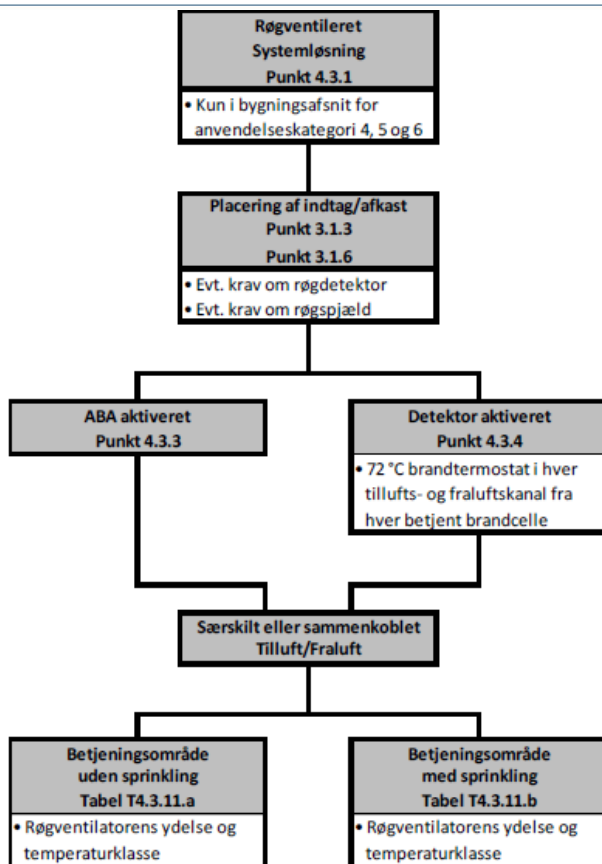 Røgventileret
Systemløsning
Punkt 4.3.1
• Kun i bygningsafsnit for
anvendelseskategori 4, 5 og 6
Placering af indtag/afkast
Punkt 3.1.3
Punkt 3.1.6
• Evt. krav om røgdetektor
• Evt. krav om røgspjæld
ABA aktiveret
Punkt 4.3.3
Detektor aktiveret
Punkt 4.3.4
• 72 °C brandtermostat i hver
tillufts- og fraluftskanal fra
hver betjent brandcelle
Særskilt eller sammenkoblet
Tilluft/Fraluft
Betjeningsområde
uden sprinkling
Tabel T4.3.11.a
• Røgventilatorens ydelse og
temperaturklasse
Betjeningsområde
med sprinkling
Tabel T4.3.11.b
• Røgventilatorens ydelse og
temperaturklasse